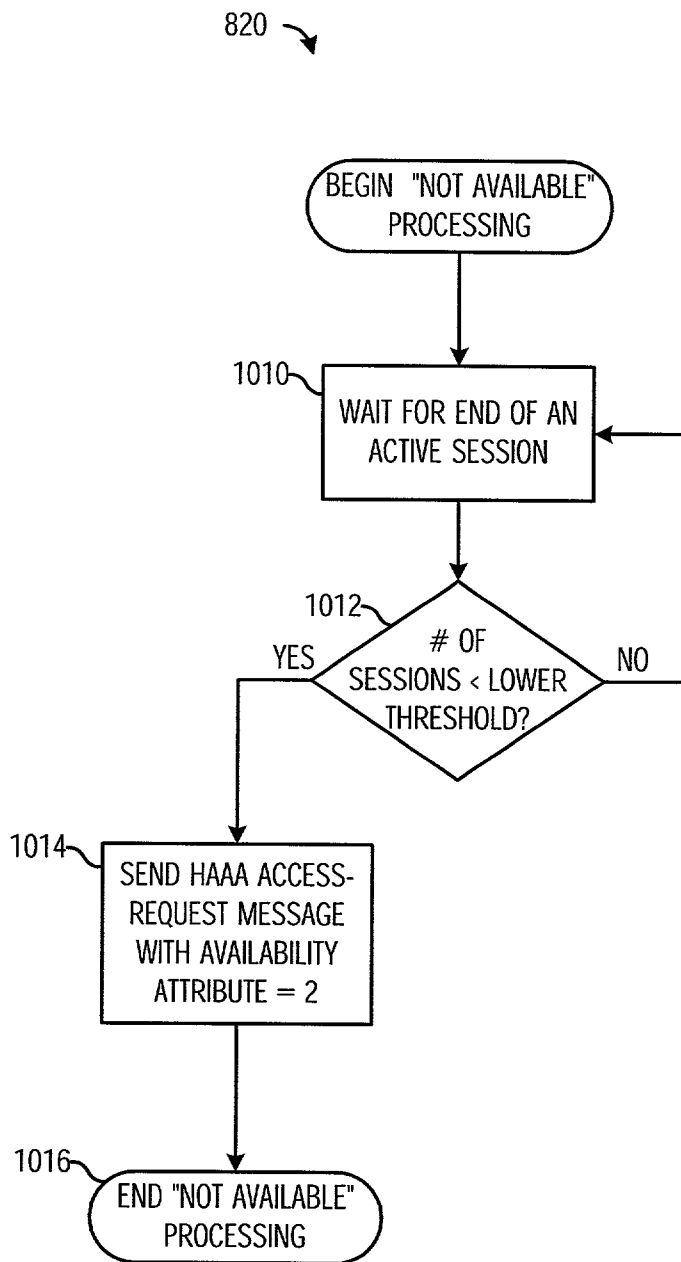 820
BEGIN "NOT AVAILABLE"
PROCESSING
1010
WAIT FOR END OF AN
ACTIVE SESSION
1012
# OF
SESSIONS < LOWER
THRESHOLD?
YES
NO
1014
SEND HAAA ACCESS-
REQUEST MESSAGE
WITH AVAILABILITY
ATTRIBUTE = 2
1016
END "NOT AVAILABLE"
PROCESSING